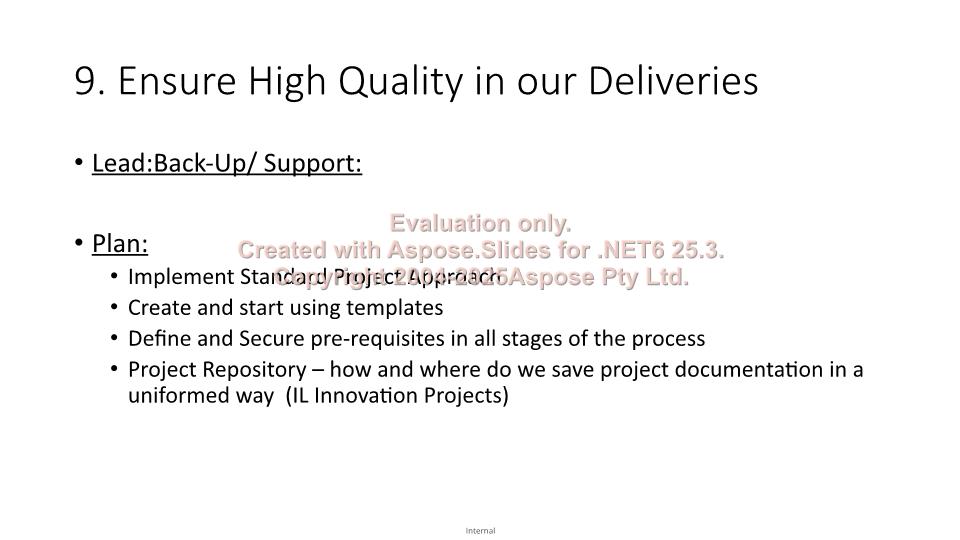 9. Ensure High Quality in our Deliveries
• Lead:Back-Up/ Support:
Evaluation only.
• Plan:
Created with Aspose.Slides for .NET6 25.3.
• Implement Standard Project Approach
Copyright 2004-2025Aspose Pty Ltd.
• Create and start using templates
• Define and Secure pre-requisites in all stages of the process
• Project Repository – how and where do we save project documentation in a
uniformed way  (IL Innovation Projects)
Internal